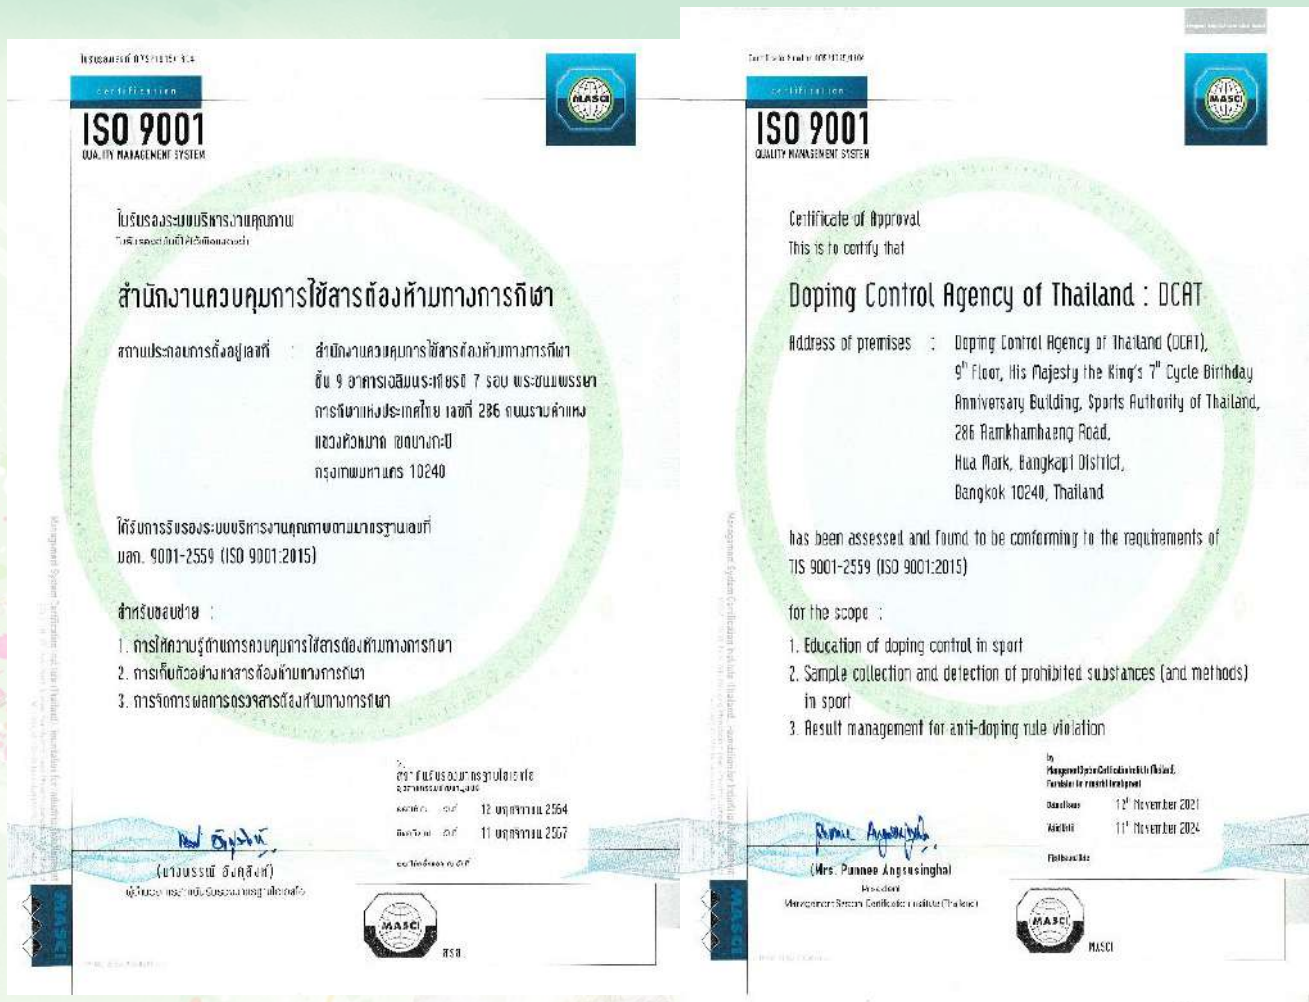 certification
ISO 9001
QUALITY MANAGEMENT SYSTEM
MASCI
ใบรับรองระบบบริหารงานคุณภาพ
สำนักงานควบคุมการใช้สารต้องห้ามทางการกีฬา
สถานประกอบการตั้งอยู่เลขที่ : สำนักงานควบคุมการใช้สารต้องห้ามทางการกีฬา
ชั้น 9 อาคารเฉลิมพระเกียรติ 7 รอบ พระชนมพรรษา
การกีฬาแห่งประเทศไทย เลขที่ 286 ถนนรามคำแหง
แขวงหัวหมาก เขตบางกะปิ
กรุงเทพมหานคร 10240
ได้รับการรับรองระบบบริหารงานคุณภาพตามมาตรฐานเลขที่
มอก. 9001-2559 (ISO 9001:2015)
สำหรับขอบข่าย :
1. การให้ความรู้ด้านการควบคุมการใช้สารต้องห้ามทางการกีฬา
2. การเก็บตัวอย่างหาสารต้องห้ามทางการกีฬา
3. การจัดการผลการตรวจสารต้องห้ามทางการกีฬา
12 พฤศจิกายน 2564
11 พฤศจิกายน 2567
(นางพรรณี อังศุสิงห์)
MASCI
สรอ.
MASCI
certification
ISO 9001
QUALITY MANAGEMENT SYSTEM
MASCI
Certificate of Approval
This is to certify that
Doping Control Agency of Thailand : DCAT
Address of premises : Doping Control Agency of Thailand (DCAT),
9th Floor, His Majesty the King's 7th Cycle Birthday
Anniversary Building, Sports Authority of Thailand,
286 Ramkhamhaeng Road,
Hua Mark, Bangkapi District,
Bangkok 10240, Thailand
has been assessed and found to be conforming to the requirements of
TIS 9001-2559 (ISO 9001:2015)
for the scope :
1. Education of doping control in sport
2. Sample collection and detection of prohibited substances (and methods)
in sport
3. Result management for anti-doping rule violation
by
Management System Certification Institute (Thailand),
12th November 2021
Valid Until 11th November 2024
(Mrs. Punnee Angsusingha)
President
Management System Certification Institute (Thailand)
MASCI
MASCI
MASCI